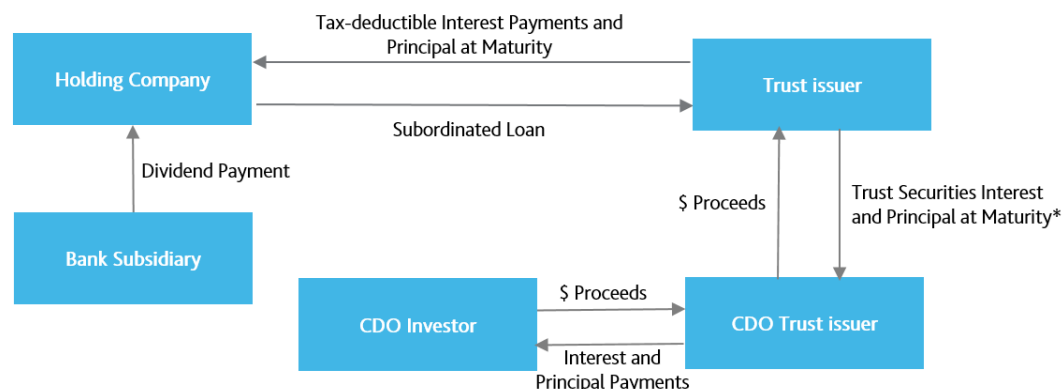 Tax-deductible Interest Payments and
Principal at Maturity
Holding Company
Trust issuer
Subordinated Loan
Dividend Payment
$ Proceeds
Trust Securities Interest
and Principal at Maturity*
Bank Subsidiary
$ Proceeds
CDO Investor
CDO Trust issuer
Interest and
Principal Payments